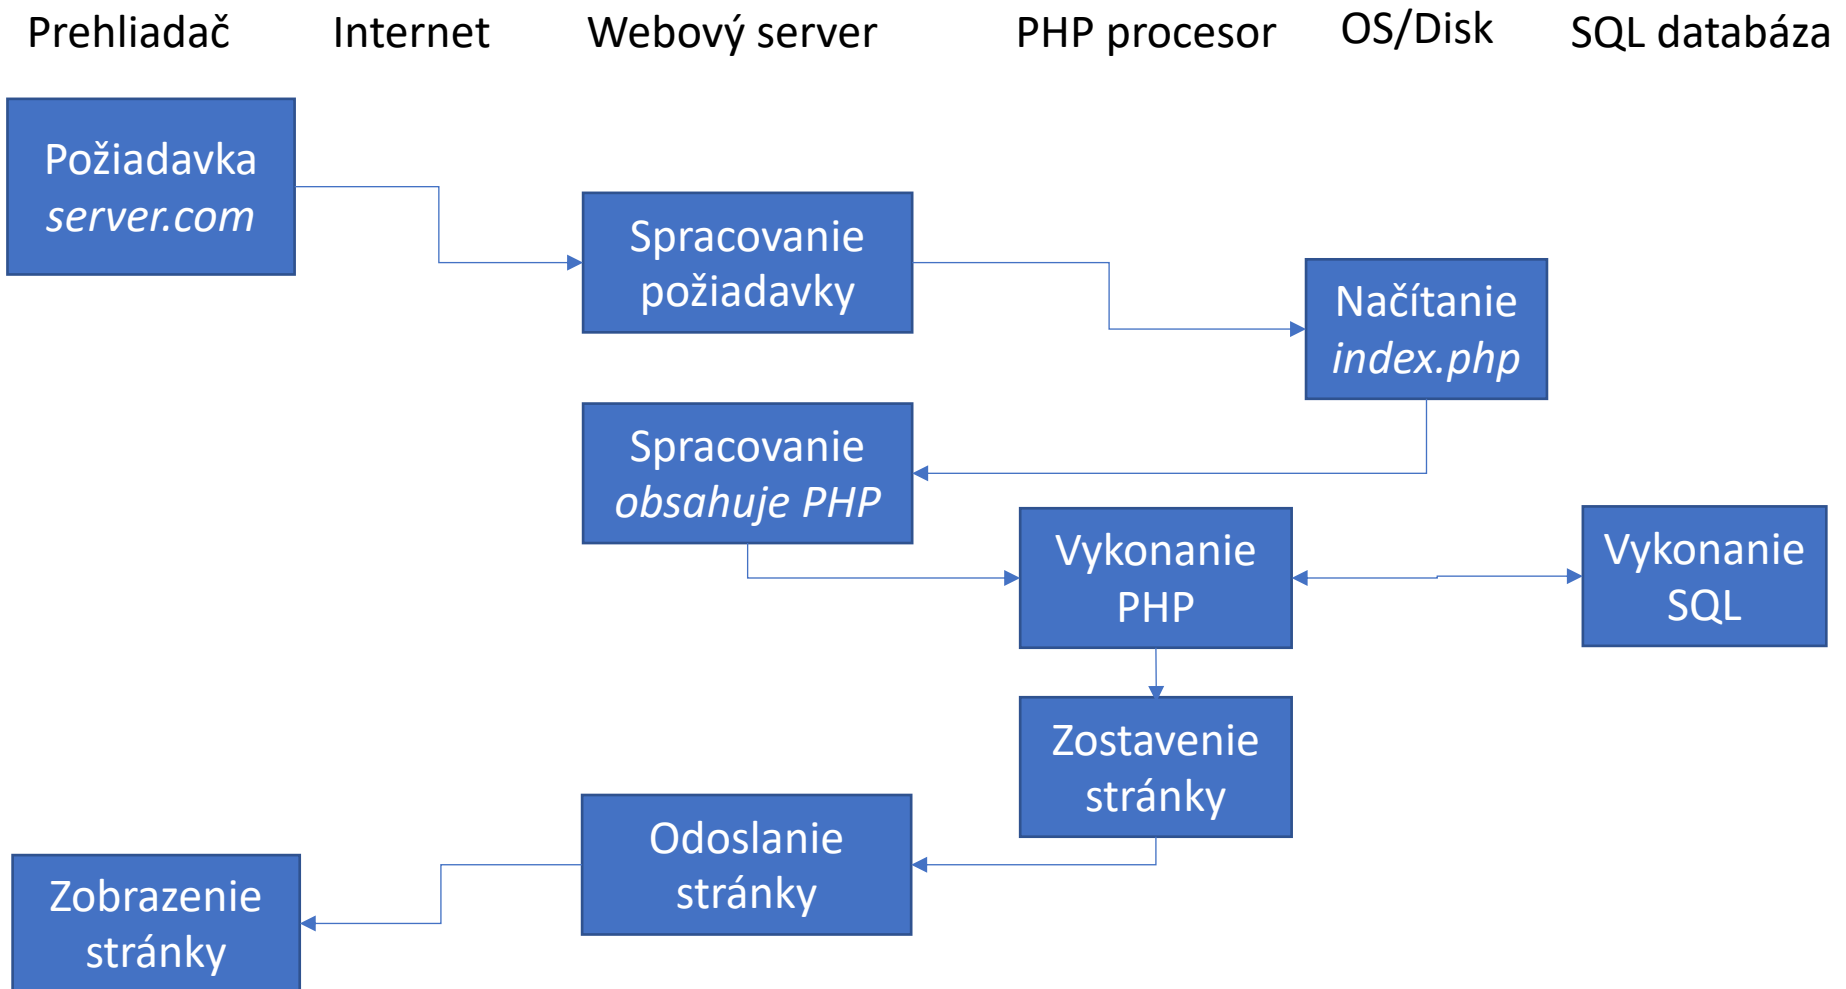 Prehliadač
Internet
Webový server
PHP procesor
OS/Disk
SQL databáza
Požiadavka
server.com
Spracovanie
požiadavky
Načítanie
index.php
Spracovanie
obsahuje PHP
Vykonanie
PHP
Vykonanie
SQL
Zostavenie
stránky
Odoslanie
stránky
Zobrazenie
stránky